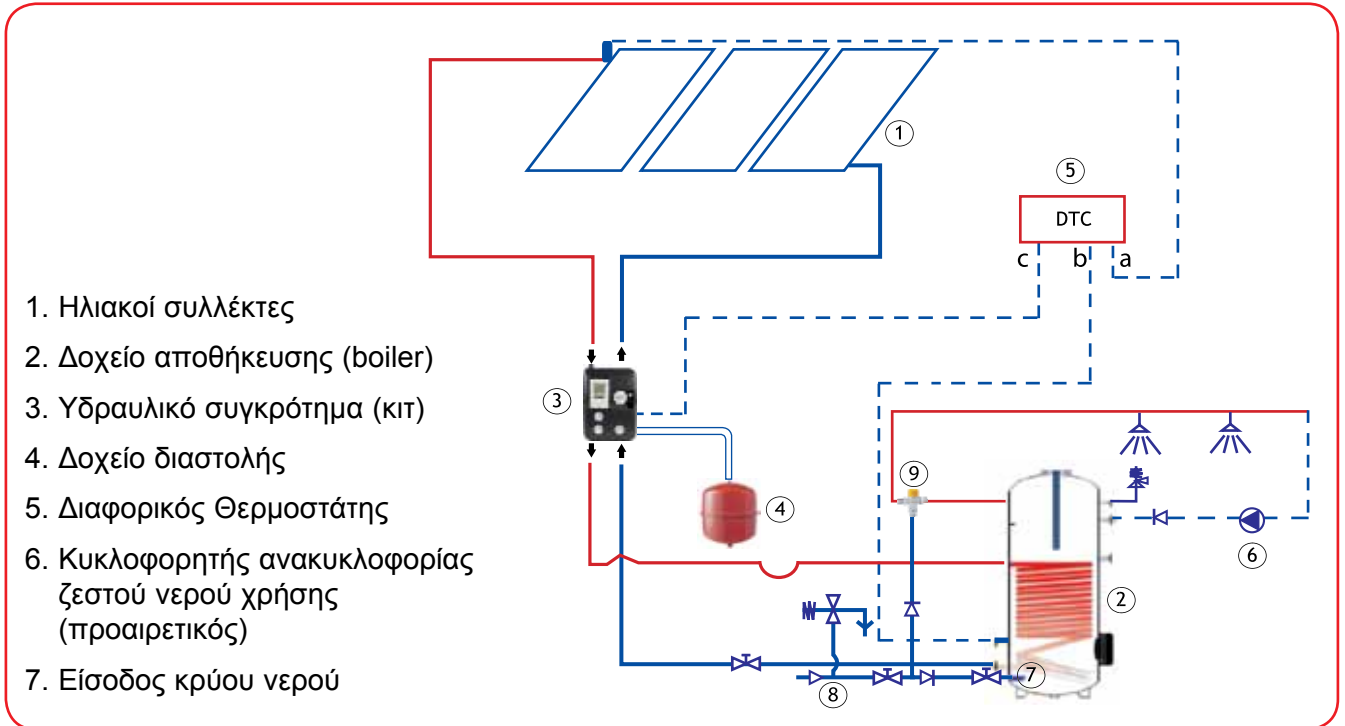 1
5
DTC
c
b
a
1. Ηλιακοί συλλέκτες
2. Δοχείο αποθήκευσης (boiler)
3. Υδραυλικό συγκρότημα (κιτ)
4. Δοχείο διαστολής
5. Διαφορικός Θερμοστάτης
6. Κυκλοφορητής ανακυκλοφορίας
ζεστού νερού χρήσης
(προαιρετικός)
7. Είσοδος κρύου νερού
3
9
4
6
2
7
8